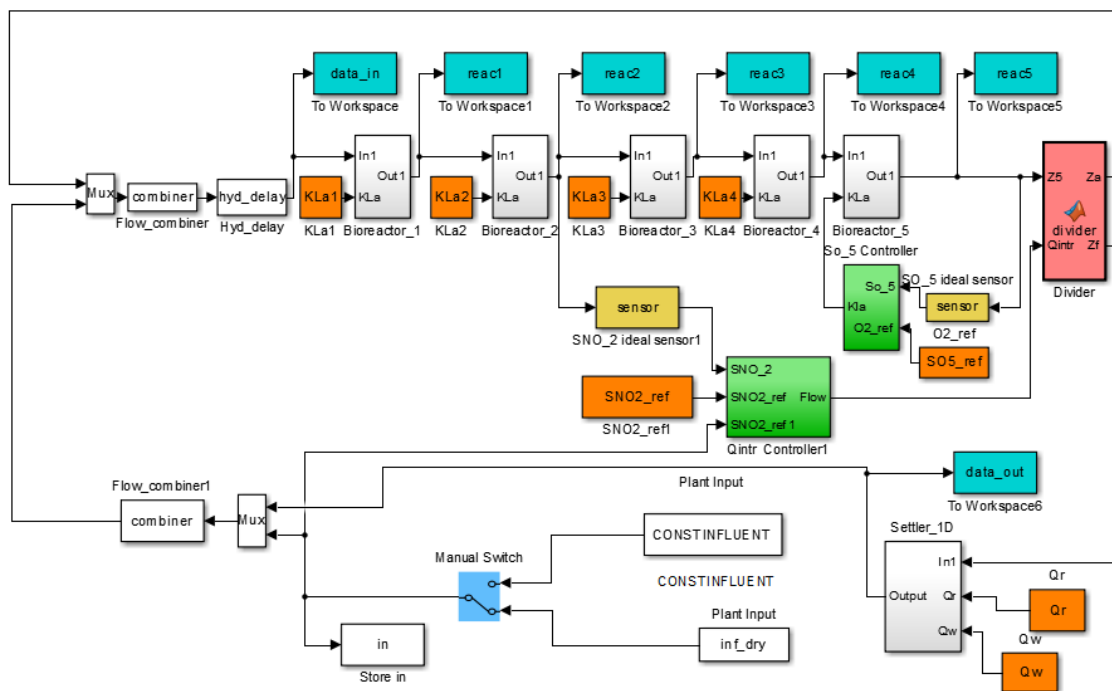 data_in
To Workspace
reac1
To Workspace1
reac2
To Workspace2
reac3
To Workspace3
reac4
To Workspace4
reac5
To Workspace5
Mux
combiner
Flow_combiner
hyd_delay
Hyd_delay
KLa1
KLa1
In1
Out1
KLa
Bioreactor_1
KLa2
KLa2
In1
Out1
KLa
Bioreactor_2
KLa3
KLa3
In1
Out1
KLa
Bioreactor_3
KLa4
KLa4
In1
Out1
KLa
Bioreactor_4
In1
Out1
KLa
Bioreactor_5
Z5
Za
divider
Qintr
Zf
Divider
So_5 Controller
So_5
Kla
O2_ref
SO_5 ideal sensor
sensor
O2_ref
SO5_ref
sensor
SNO_2 ideal sensor1
SNO2_ref
SNO2_ref1
SNO_2
SNO2_ref
Flow
SNO2_ref1
Qintr Controller1
Flow_combiner1
combiner
Mux
Plant Input
data_out
To Workspace6
CONSTINFLUENT
CONSTINFLUENT
Manual Switch
Plant Input
inf_dry
in
Store in
Settler_1D
In1
Output
Qr
Qw
Qr
Qr
Qw
Qw